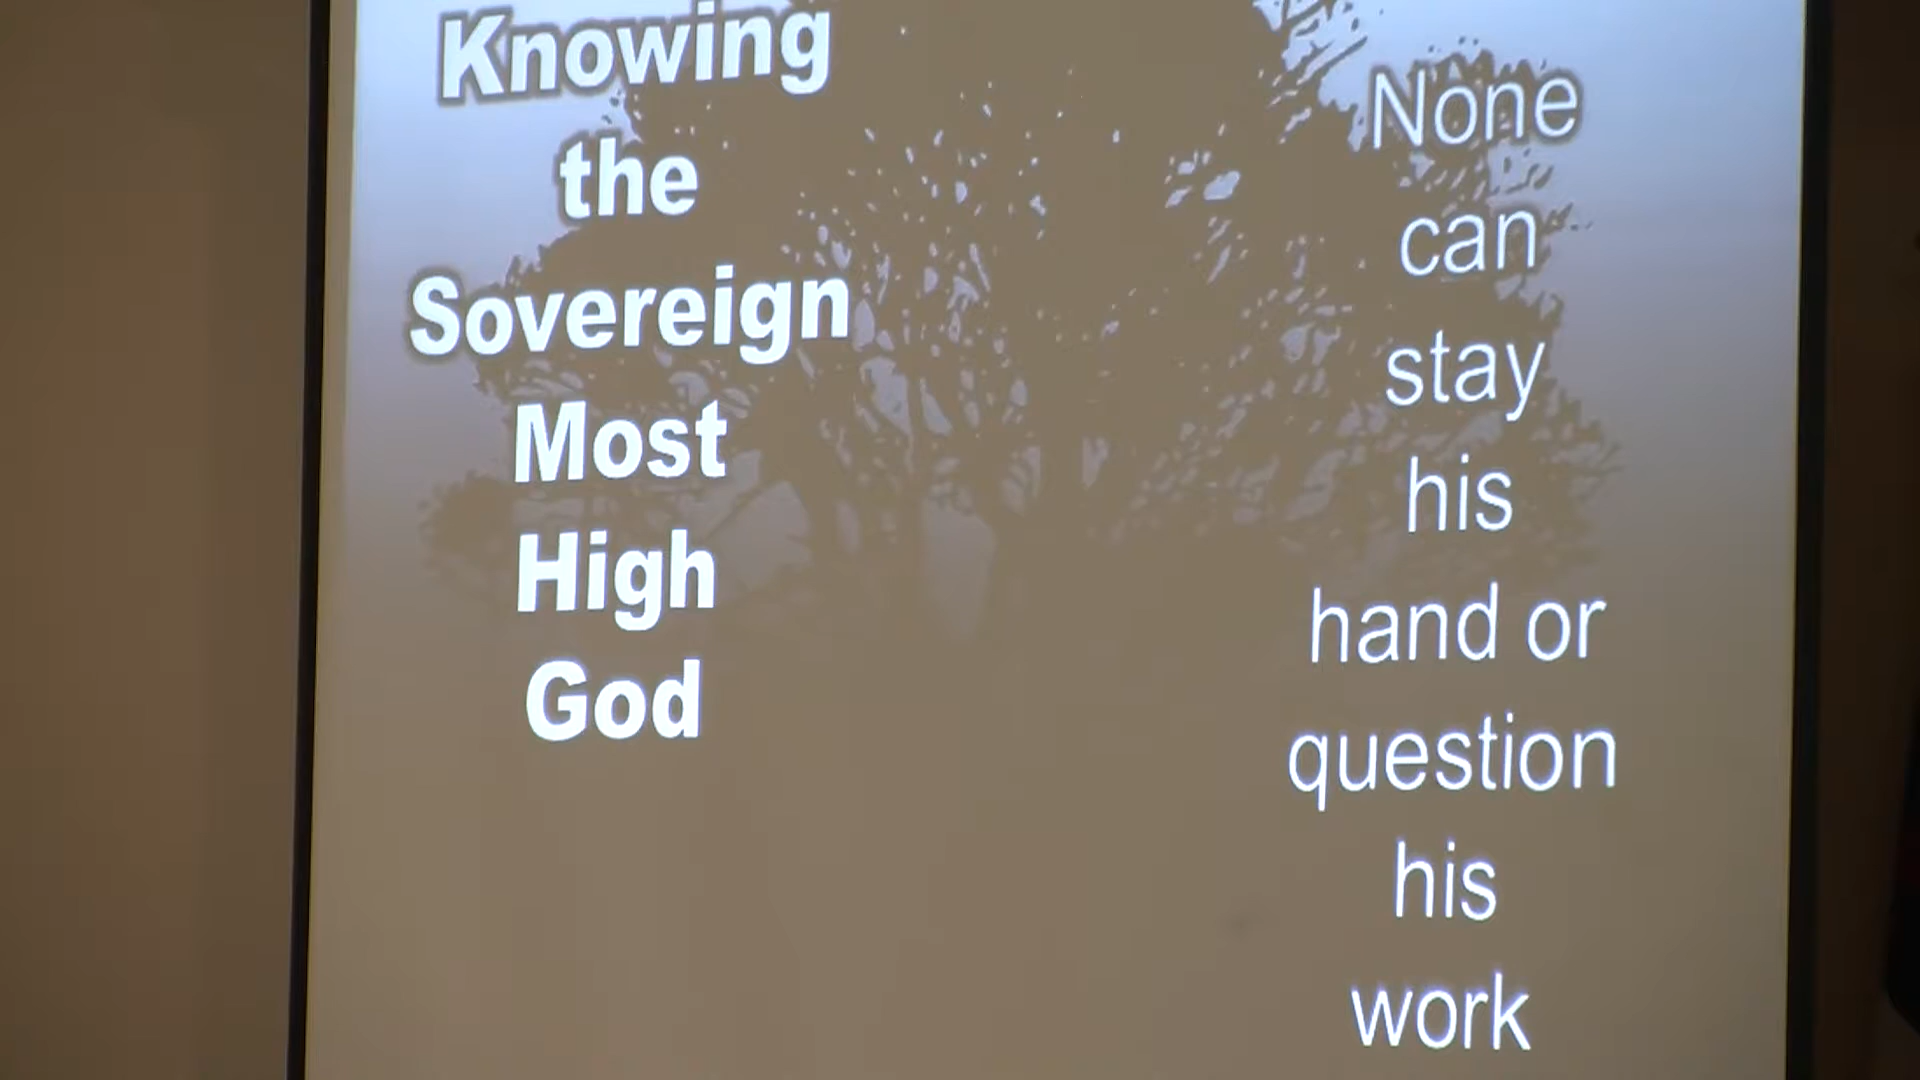 Knowing
the
Sovereign
Most
High
God
None
can
stay
his
hand or
question
his
work